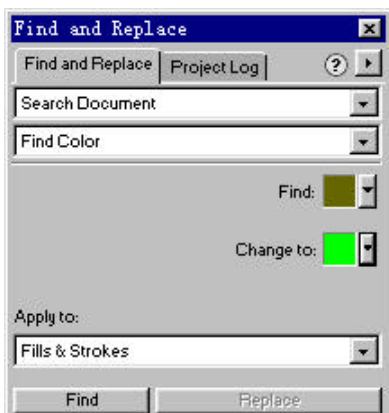 Find and Replace
Find and Replace Project Log ?
Search Document
Find Color
Find:
Change to:
Apply to:
Fills & Strokes
Find Replace